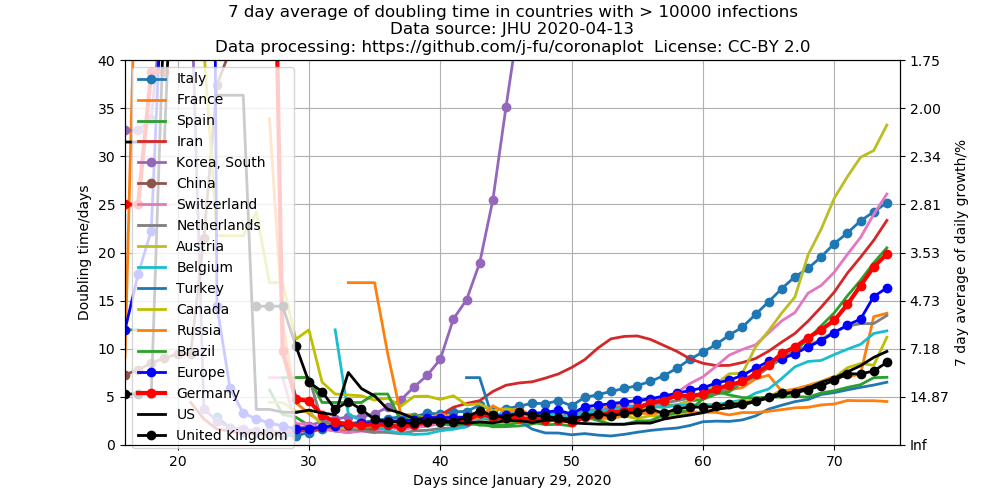 7 day average of doubling time in countries with > 10000 infections
Data source: JHU 2020-04-13
Data processing: https://github.com/j-fu/coronaplot  License: CC-BY 2.0
Doubling time/days
40
35
30
25
20
15
10
5
0
Italy
France
Spain
Iran
Korea, South
China
Switzerland
Netherlands
Austria
Belgium
Turkey
Canada
Russia
Brazil
Europe
Germany
US
United Kingdom
1.75
2.00
2.34
2.81
3.53
4.73
7.18
14.87
Inf
7 day average of daily growth/%
20 30 40 50 60 70
Days since January 29, 2020